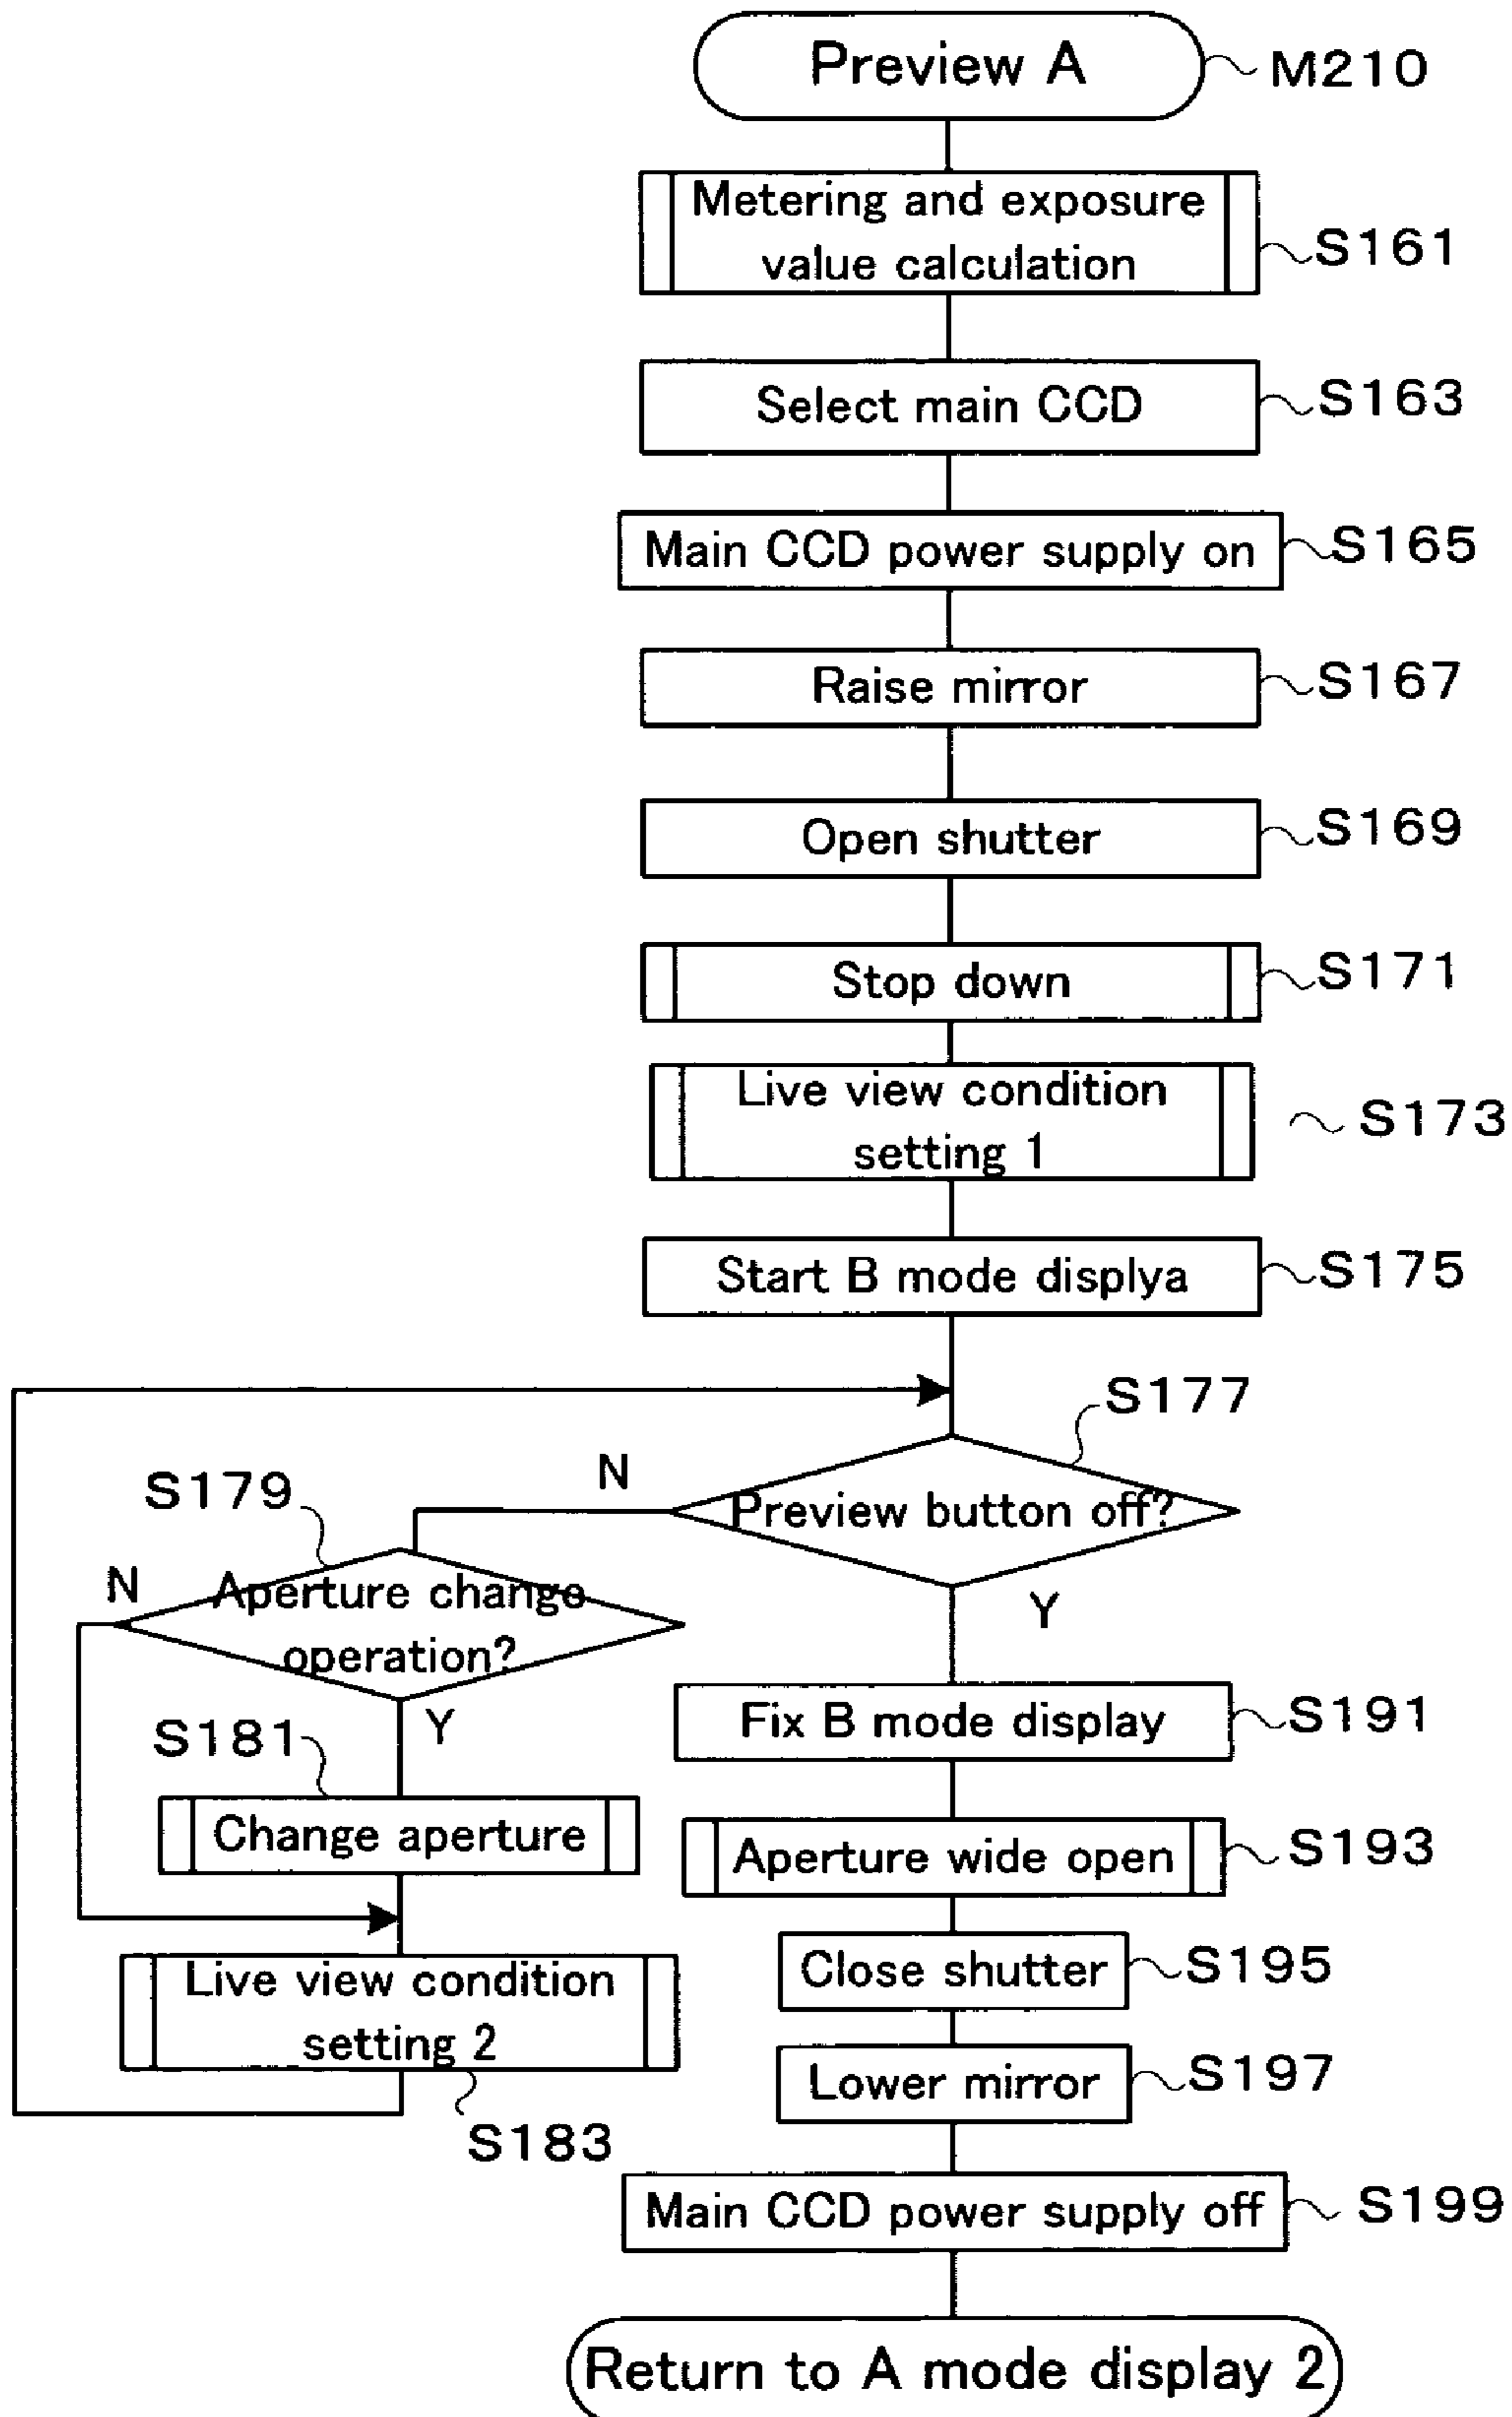 Preview A
M210
Metering and exposure
value calculation
S161
Select main CCD
S163
Main CCD power supply on
S165
Raise mirror
S167
Open shutter
S169
Stop down
S171
Live view condition
setting 1
S173
Start B mode displya
S175
S177
Preview button off?
N
Y
S179
Aperture change
operation?
N
Y
S181
Change aperture
Live view condition
setting 2
S183
Fix B mode display
S191
Aperture wide open
S193
Close shutter
S195
Lower mirror
S197
Main CCD power supply off
S199
Return to A mode display 2